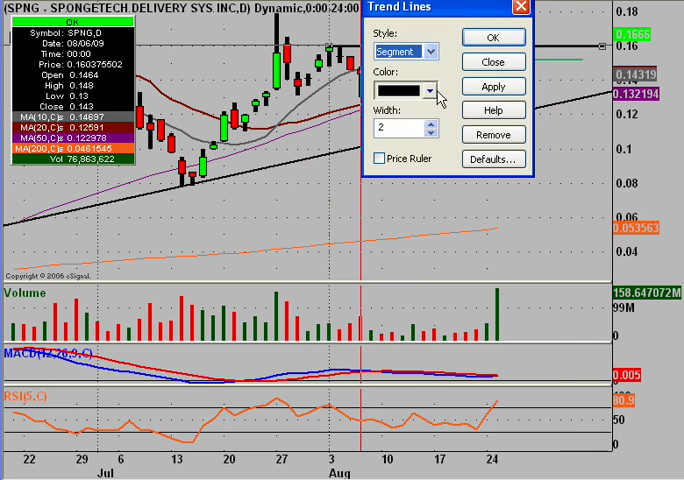 (SPNG , SPONGETECH.DELIVERY SYS.INC,D) Dynamic,0:00-24:00
OK
Symbol: SPNG,D
Date: 08/06/09
Time: 00:00
Price: 0.160375502
Open 0.1464
High 0.148
Low 0.13
Close 0.143
MA(10,C)s 0.14697
MA(20,C)s 0.12591
MA(50,C)s 0.122978
MA(200,C)s 0.0461545
Vol 76,863,622
Trend Lines
Style:
Segment
Color:
Width:
2
Price Ruler
OK
Close
Apply
Help
Remove
Defaults...
0.18
0.1666
0.16
0.14319
0.132194
0.12
0.1
0.08
0.06
0.053563
0.04
Copyright © 2006 eSignal.
Volume
158.647072M
99M
0
MACD(12,26,9,C)
0.005
RSI(5,C)
80.9
50
0
22 29 6 13 20 27 3 10 17 24
Jul Aug